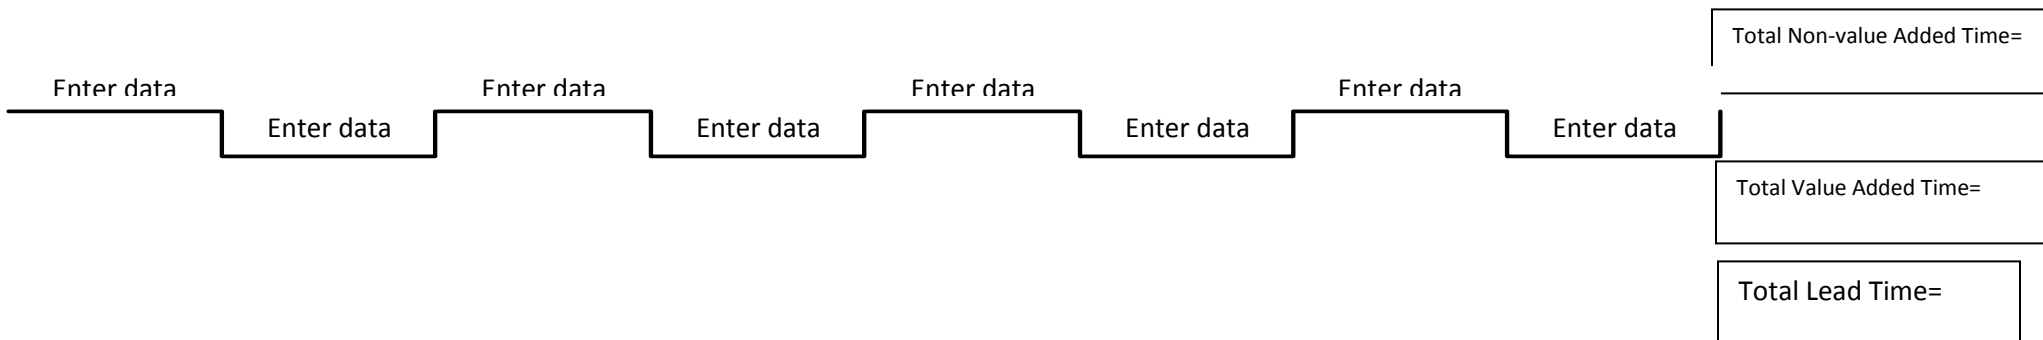 Total Non-value Added Time=
Enter data Enter data Enter data Enter data
Enter data Enter data Enter data Enter data
Total Value Added Time=
Total Lead Time=